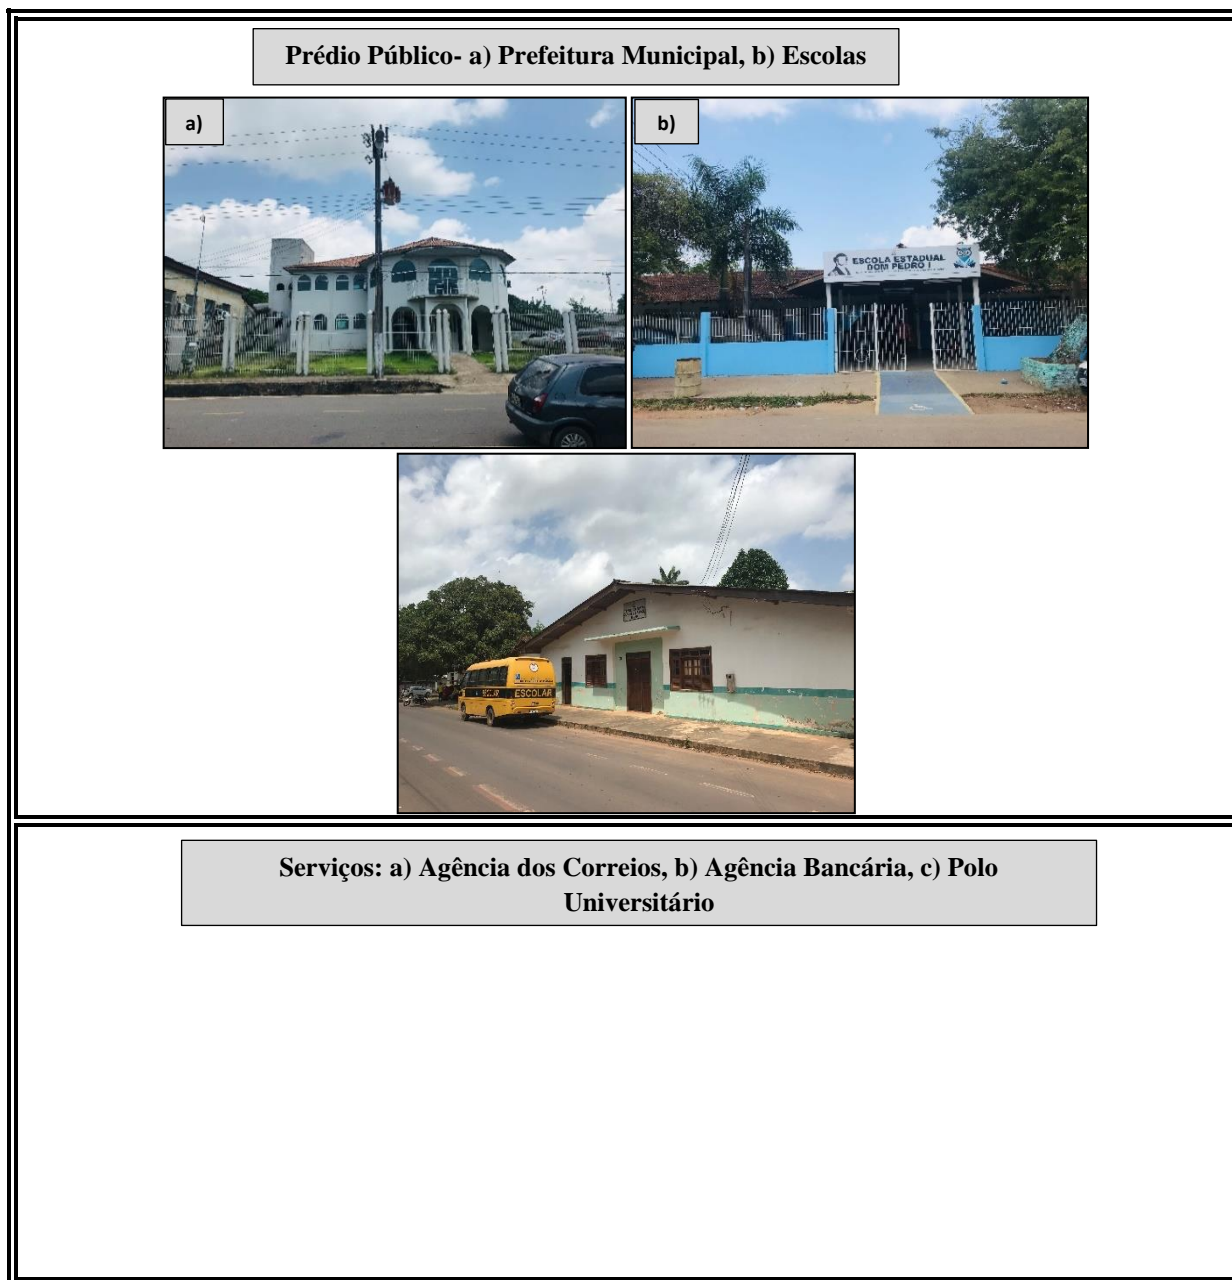 Prédio Público- a) Prefeitura Municipal, b) Escolas
a)
b)
ESCOLA ESTADUAL
DOM PEDRO I
ESCOLAR
ESCOLAR
Serviços: a) Agência dos Correios, b) Agência Bancária, c) Polo
Universitário